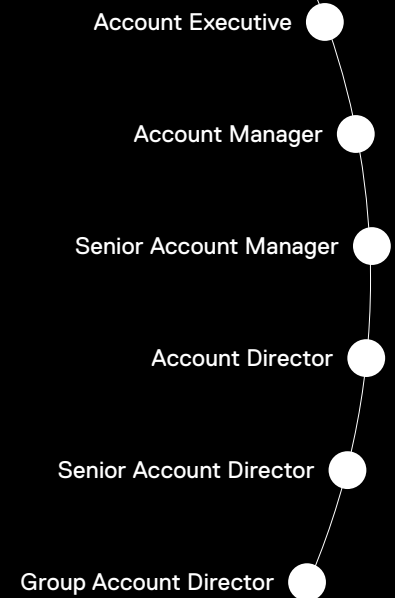 Account Executive
Account Manager
Senior Account Manager
Account Director
Senior Account Director
Group Account Director